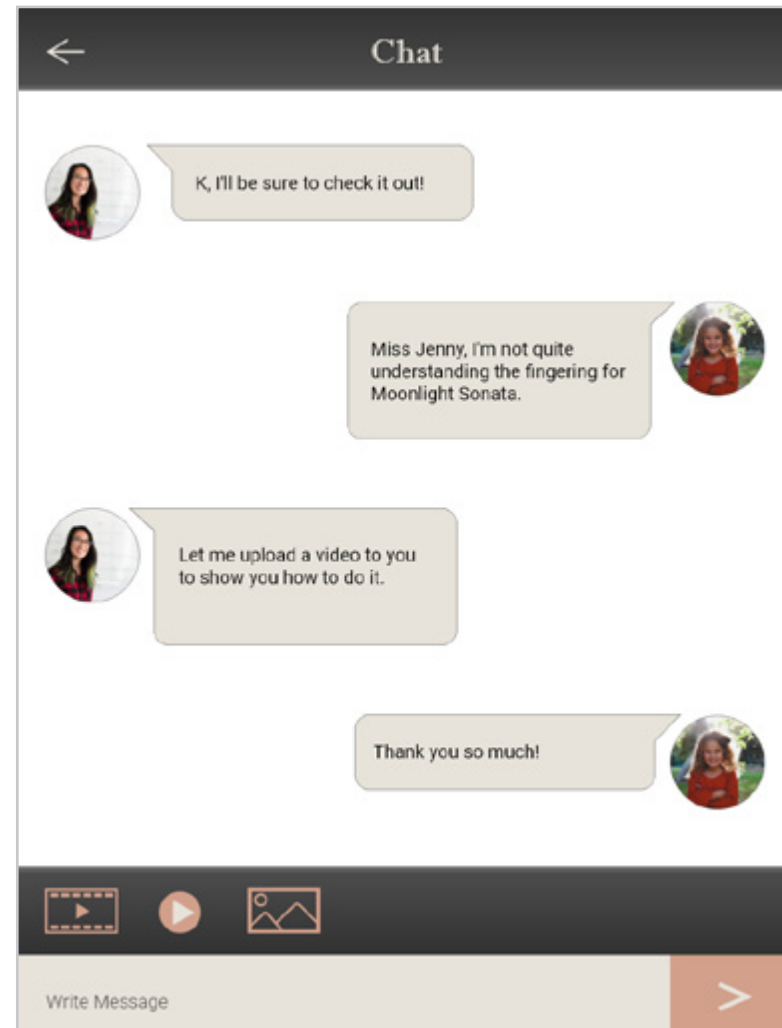 Chat
K, I'll be sure to check it out!
Miss Jenny, I'm not quite
understanding the fingering for
Moonlight Sonata.
Let me upload a video to you
to show you how to do it.
Thank you so much!
Write Message